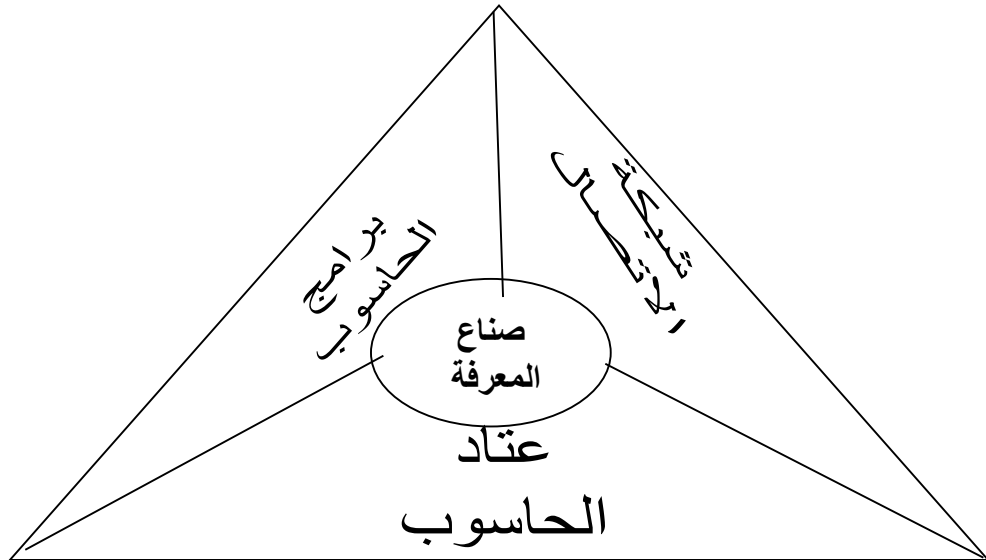 شبكة
الاتصال
برامج
الحاسوب
صناع
المعرفة
عتاد
الحاسوب